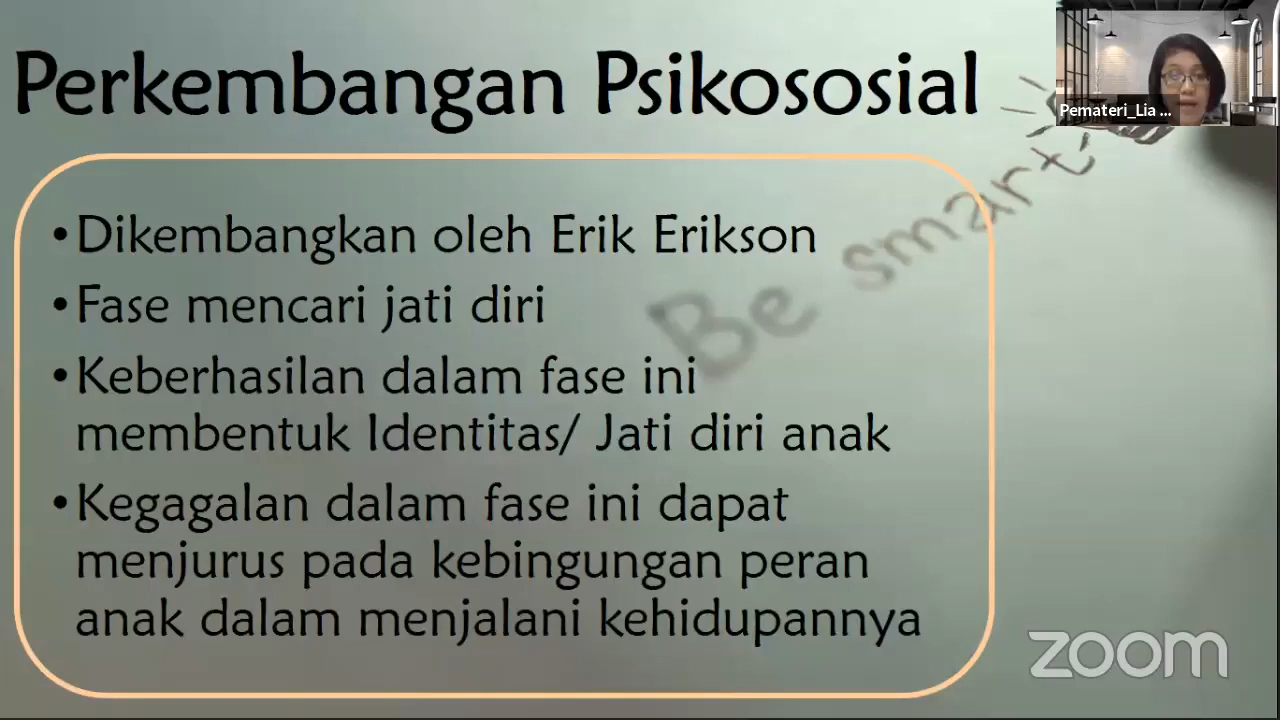 Perkembangan Psikososial
Pemateri_Lia ...
Be smart
•Dikembangkan oleh Erik Erikson
•Fase mencari jati diri
•Keberhasilan dalam fase ini
membentuk Identitas/ Jati diri anak
•Kegagalan dalam fase ini dapat
menjurus pada kebingungan peran
anak dalam menjalani kehidupannya
zoom